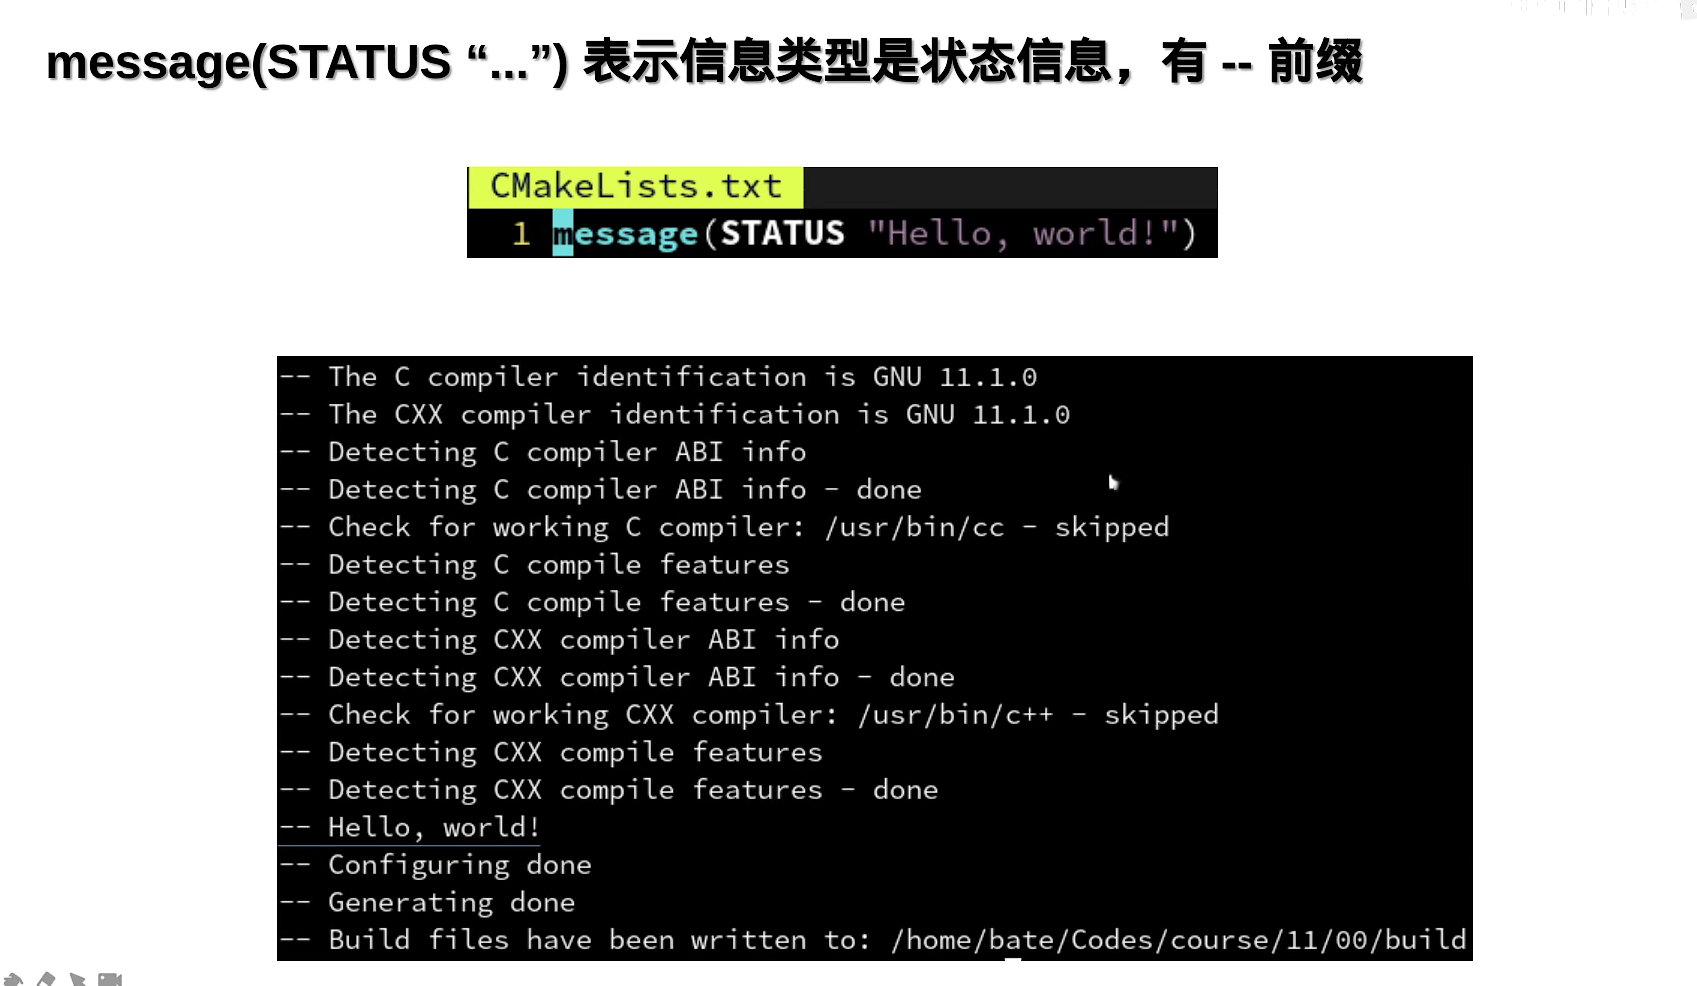 message(STATUS “...”) 表示信息类型是状态信息，有 -- 前缀
CMakeLists.txt
1 message(STATUS "Hello, world!")
-- The C compiler identification is GNU 11.1.0
-- The CXX compiler identification is GNU 11.1.0
-- Detecting C compiler ABI info
-- Detecting C compiler ABI info - done
-- Check for working C compiler: /usr/bin/cc - skipped
-- Detecting C compile features
-- Detecting C compile features - done
-- Detecting CXX compiler ABI info
-- Detecting CXX compiler ABI info - done
-- Check for working CXX compiler: /usr/bin/c++ - skipped
-- Detecting CXX compile features
-- Detecting CXX compile features - done
-- Hello, world!
-- Configuring done
-- Generating done
-- Build files have been written to: /home/bate/Codes/course/11/00/build